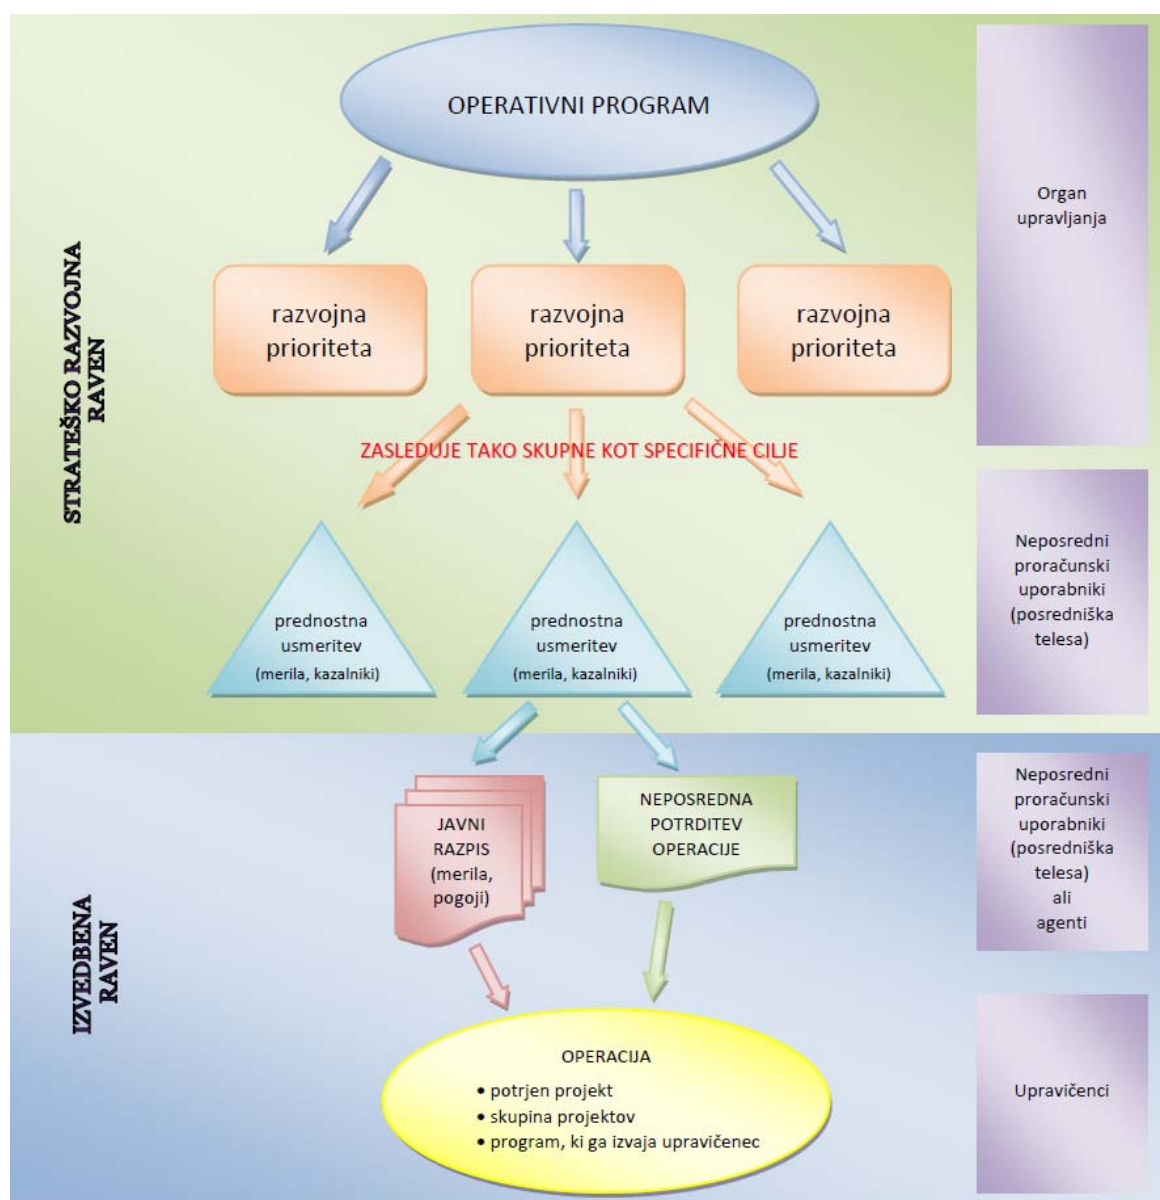 OPERATIVNI PROGRAM
Organ
upravljanja
STRATEŠKO RAZVOJNA
RAVEN
razvojna
prioriteta
razvojna
prioriteta
razvojna
prioriteta
ZASLEDUJE TAKO SKUPNE KOT SPECIFIČNE CILJE
Neposredni
proračunski
uporabniki
(posredniška
telesa)
prednostna
usmeritev
(merila, kazalniki)
prednostna
usmeritev
(merila, kazalniki)
prednostna
usmeritev
(merila, kazalniki)
IZVEDBENA
RAVEN
JAVNI
RAZPIS
(merila,
pogoji)
NEPOSREDNA
POTRDITEV
OPERACIJE
Neposredni
proračunski
uporabniki
(posredniška
telesa)
ali
agenti
OPERACIJA
• potrjen projekt
• skupina projektov
• program, ki ga izvaja upravičenec
Upravičenci